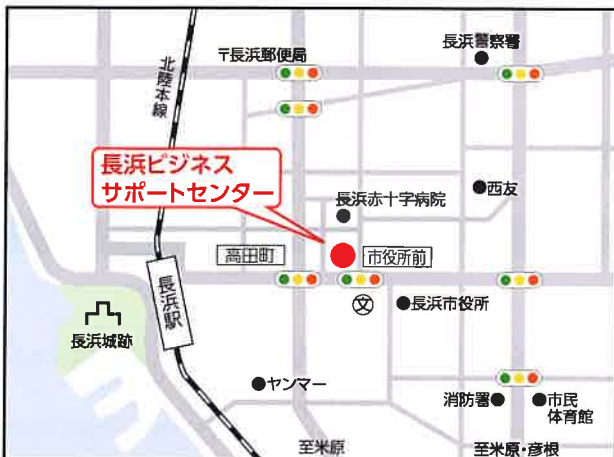 長浜警察署
〒長浜郵便局
北陸本線
長浜ビジネス
サポートセンター
長浜赤十字病院
西友
高田町
市役所前
長浜駅
文
長浜市役所
長浜城跡
ヤンマー
消防署
市民
体育館
至米原
至米原・彦根